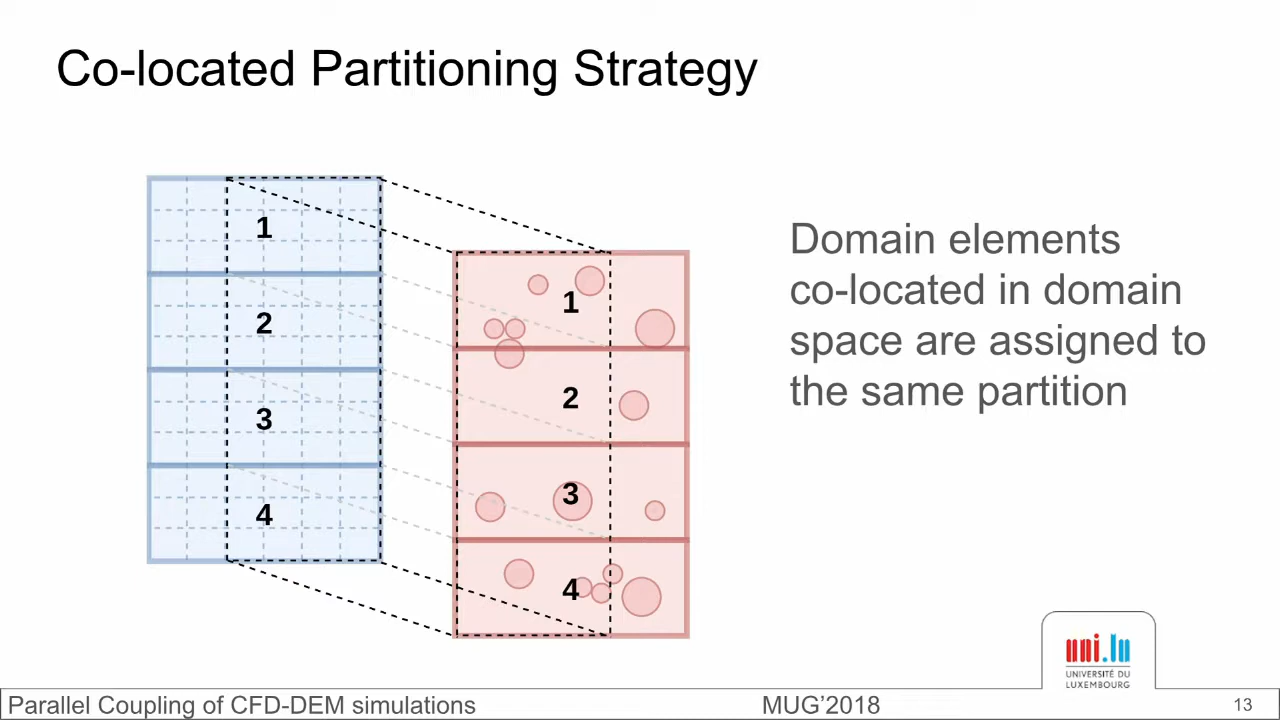 Co-located Partitioning Strategy
1
2
3
4
1
2
3
4
Domain elements
co-located in domain
space are assigned to
the same partition
uni.lu
UNIVERSITÉ DU
LUXEMBOURG
Parallel Coupling of CFD-DEM simulations
MUG’2018
13